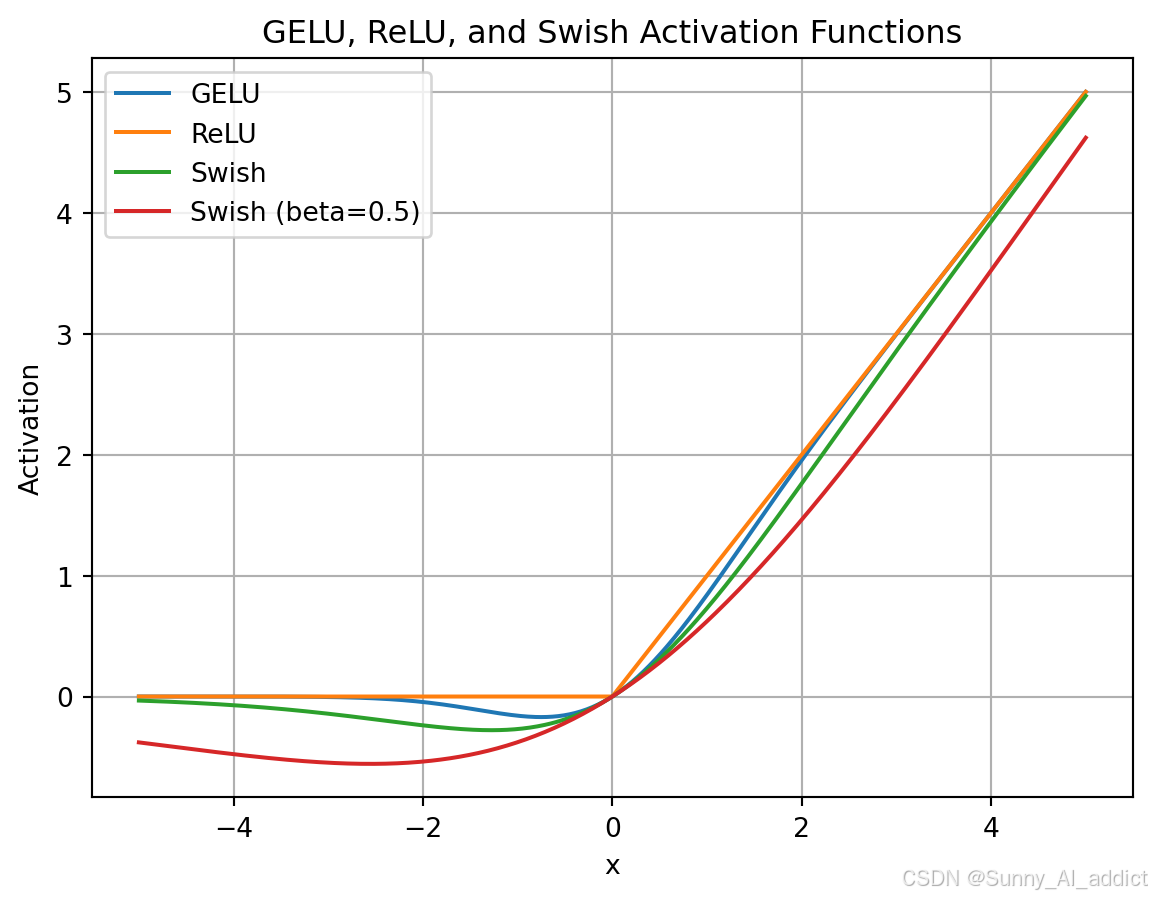 GELU, ReLU, and Swish Activation Functions
GELU
ReLU
Swish
Swish (beta=0.5)
Activation
5
4
3
2
1
0
−4
−2
0
2
4
x
CSDN @Sunny_AI_addict